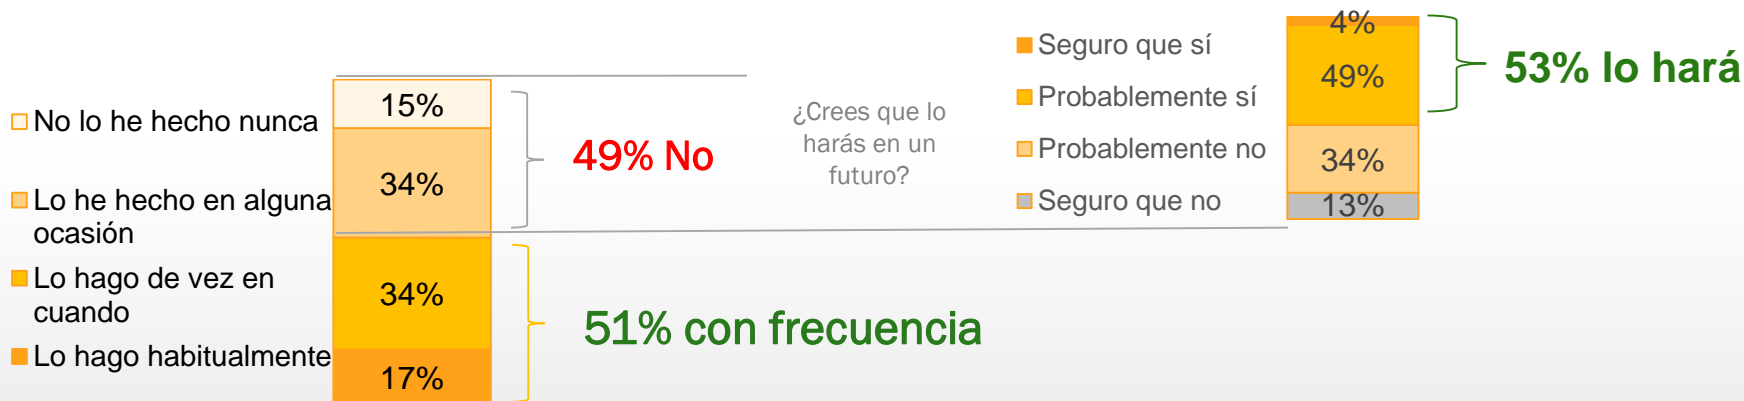 No lo he hecho nunca
Lo he hecho en alguna
ocasión
Lo hago de vez en
cuando
Lo hago habitualmente
15%
34%
34%
17%
49% No
51% con frecuencia
¿Crees que lo
harás en un
futuro?
Seguro que sí
Probablemente sí
Probablemente no
Seguro que no
4%
49%
34%
13%
53% lo hará